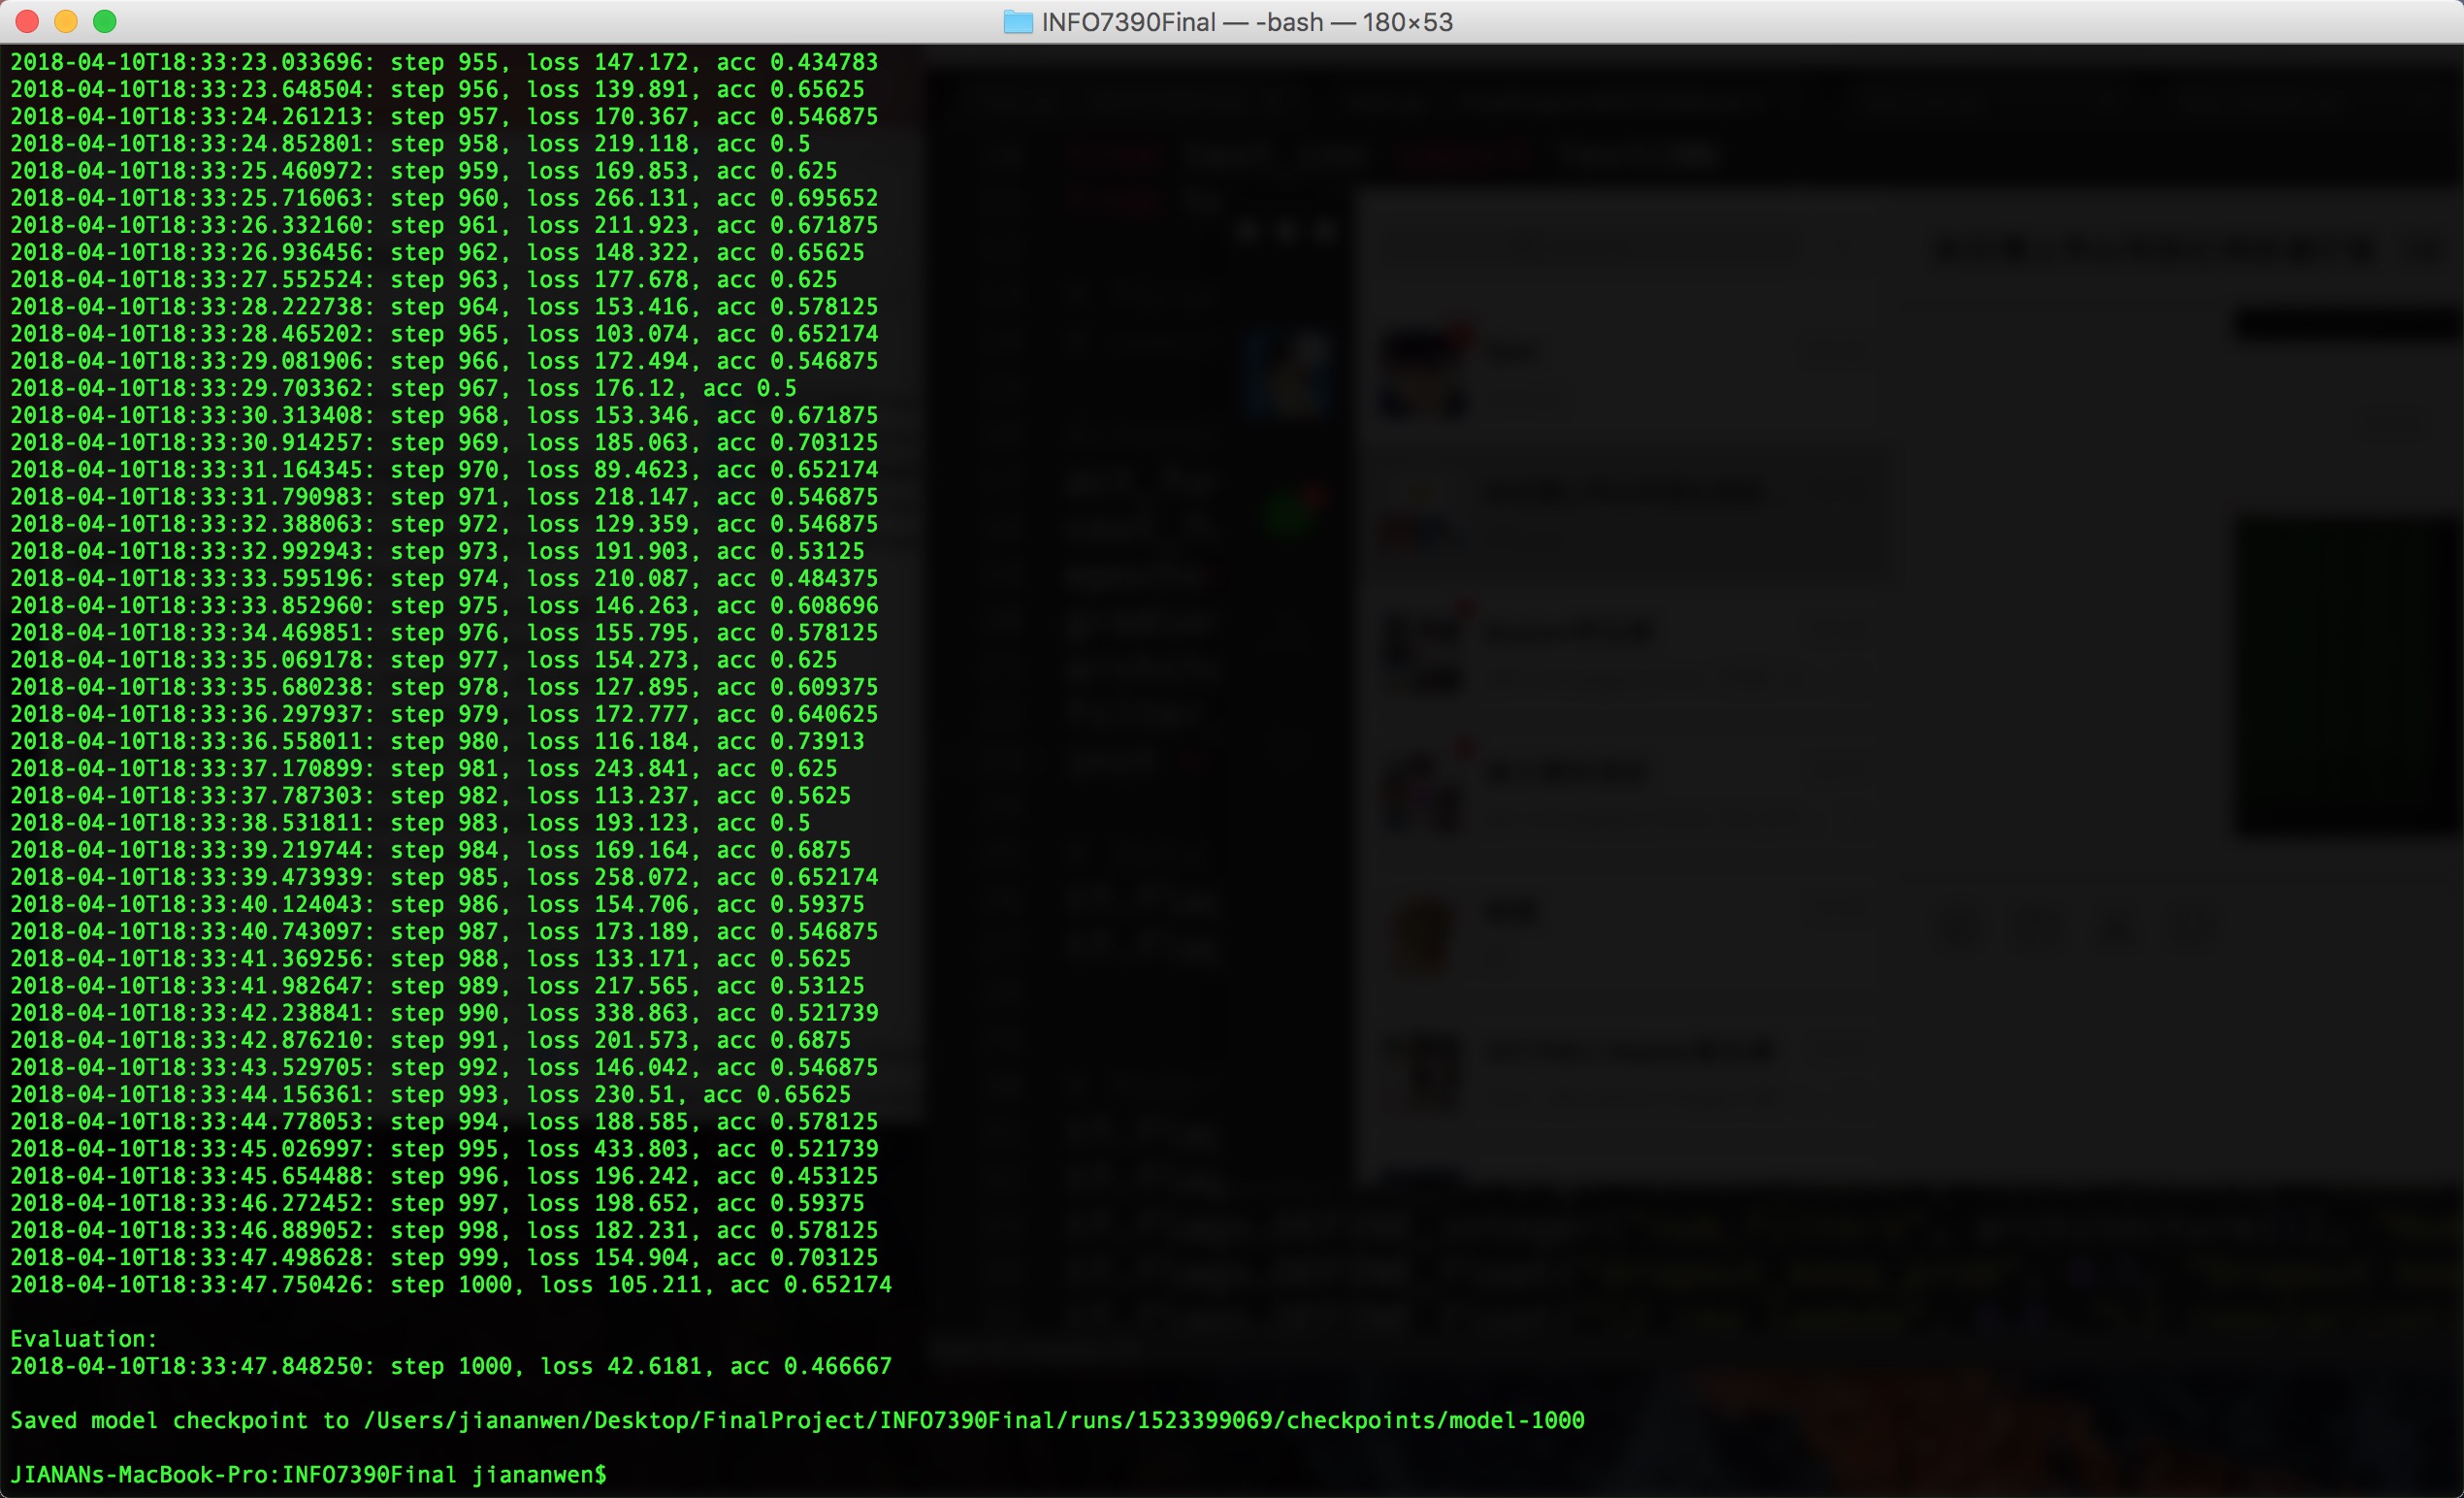 INFO7390Final — -bash — 180×53
2018-04-10T18:33:23.033696: step 955, loss 147.172, acc 0.434783
2018-04-10T18:33:23.648504: step 956, loss 139.891, acc 0.65625
2018-04-10T18:33:24.261213: step 957, loss 170.367, acc 0.546875
2018-04-10T18:33:24.852801: step 958, loss 219.118, acc 0.5
2018-04-10T18:33:25.460972: step 959, loss 169.853, acc 0.625
2018-04-10T18:33:25.716063: step 960, loss 266.131, acc 0.695652
2018-04-10T18:33:26.332160: step 961, loss 211.923, acc 0.671875
2018-04-10T18:33:26.936456: step 962, loss 148.322, acc 0.65625
2018-04-10T18:33:27.552524: step 963, loss 177.678, acc 0.625
2018-04-10T18:33:28.222738: step 964, loss 153.416, acc 0.578125
2018-04-10T18:33:28.465202: step 965, loss 103.074, acc 0.652174
2018-04-10T18:33:29.081906: step 966, loss 172.494, acc 0.546875
2018-04-10T18:33:29.703362: step 967, loss 176.12, acc 0.5
2018-04-10T18:33:30.313408: step 968, loss 153.346, acc 0.671875
2018-04-10T18:33:30.914257: step 969, loss 185.063, acc 0.703125
2018-04-10T18:33:31.164345: step 970, loss 89.4623, acc 0.652174
2018-04-10T18:33:31.790983: step 971, loss 218.147, acc 0.546875
2018-04-10T18:33:32.388063: step 972, loss 129.359, acc 0.546875
2018-04-10T18:33:32.992943: step 973, loss 191.903, acc 0.53125
2018-04-10T18:33:33.595196: step 974, loss 210.087, acc 0.484375
2018-04-10T18:33:33.852960: step 975, loss 146.263, acc 0.608696
2018-04-10T18:33:34.469851: step 976, loss 155.795, acc 0.578125
2018-04-10T18:33:35.069178: step 977, loss 154.273, acc 0.625
2018-04-10T18:33:35.680238: step 978, loss 127.895, acc 0.609375
2018-04-10T18:33:36.297937: step 979, loss 172.777, acc 0.640625
2018-04-10T18:33:36.558011: step 980, loss 116.184, acc 0.73913
2018-04-10T18:33:37.170899: step 981, loss 243.841, acc 0.625
2018-04-10T18:33:37.787303: step 982, loss 113.237, acc 0.5625
2018-04-10T18:33:38.531811: step 983, loss 193.123, acc 0.5
2018-04-10T18:33:39.219744: step 984, loss 169.164, acc 0.6875
2018-04-10T18:33:39.473939: step 985, loss 258.072, acc 0.652174
2018-04-10T18:33:40.124043: step 986, loss 154.706, acc 0.59375
2018-04-10T18:33:40.743097: step 987, loss 173.189, acc 0.546875
2018-04-10T18:33:41.369256: step 988, loss 133.171, acc 0.5625
2018-04-10T18:33:41.982647: step 989, loss 217.565, acc 0.53125
2018-04-10T18:33:42.238841: step 990, loss 338.863, acc 0.521739
2018-04-10T18:33:42.876210: step 991, loss 201.573, acc 0.6875
2018-04-10T18:33:43.529705: step 992, loss 146.042, acc 0.546875
2018-04-10T18:33:44.156361: step 993, loss 230.51, acc 0.65625
2018-04-10T18:33:44.778053: step 994, loss 188.585, acc 0.578125
2018-04-10T18:33:45.026997: step 995, loss 433.803, acc 0.521739
2018-04-10T18:33:45.654488: step 996, loss 196.242, acc 0.453125
2018-04-10T18:33:46.272452: step 997, loss 198.652, acc 0.59375
2018-04-10T18:33:46.889052: step 998, loss 182.231, acc 0.578125
2018-04-10T18:33:47.498628: step 999, loss 154.904, acc 0.703125
2018-04-10T18:33:47.750426: step 1000, loss 105.211, acc 0.652174
Evaluation:
2018-04-10T18:33:47.848250: step 1000, loss 42.6181, acc 0.466667
Saved model checkpoint to /Users/jiananwen/Desktop/FinalProject/INFO7390Final/runs/1523399069/checkpoints/model-1000
JIANANs-MacBook-Pro:INFO7390Final jiananwen$